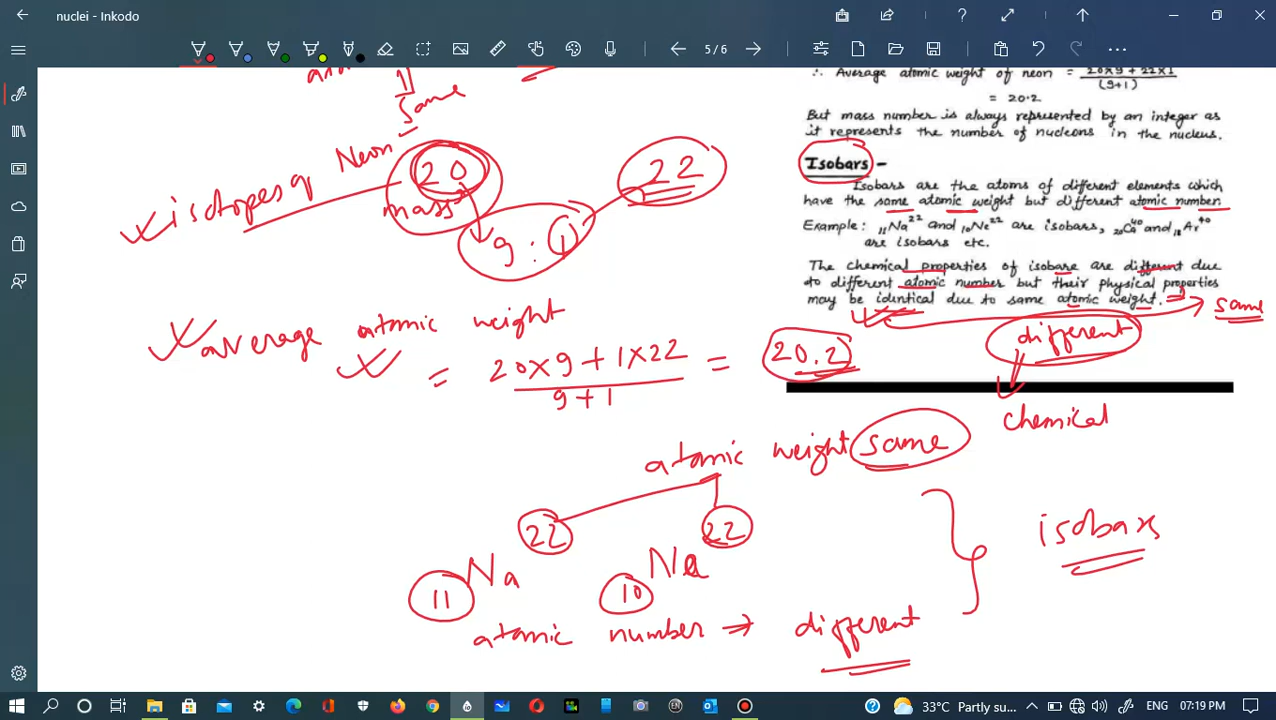 nuclei - Inkodo
5/6
Same
isotopes of Neon 20 22
mass
9 : 1
average atomic weight
= 20×9 + 1×22 = 20.2
9+1
∴ Average atomic weight of neon = 20×9 + 22×1
(9+1)
= 20.2
But mass number is always represented by an integer as
it represents the number of nucleons in the nucleus.
Isobars -
Isobars are the atoms of different elements which
have the same atomic weight but different atomic number.
Example: ₁₁Na²² and ₁₀Ne²² are isobars, ₂₀Ca⁴⁰ and ₁₈Ar⁴⁰
are isobars etc.
The chemical properties of isobare are different due
to different atomic number but their physical properties
may be identical due to same atomic weight.
same
different
chemical
atomic weight same
22 22
11 Na 10 Ne
atomic number → different
isobars
33°C Partly su...
ENG 07:19 PM